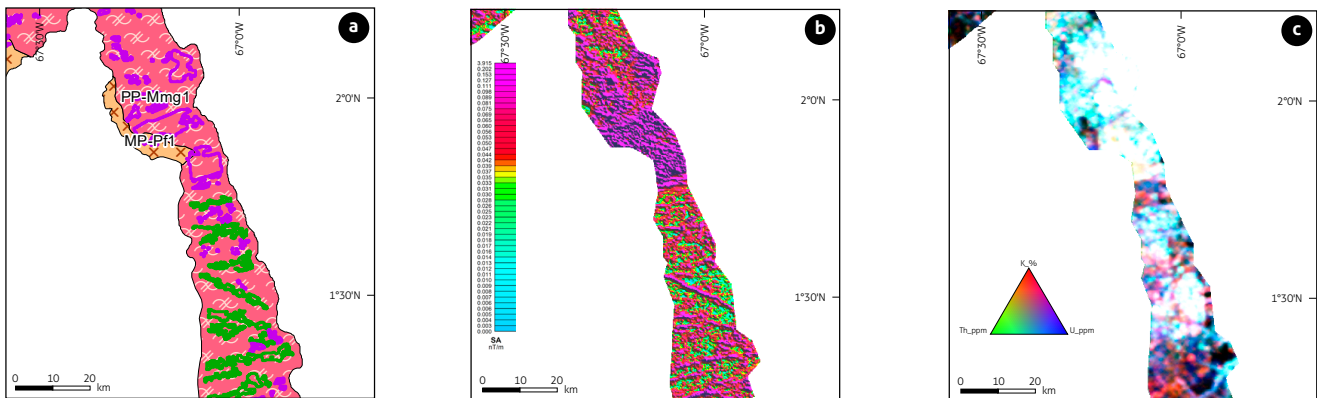 a
67°30'W
67°0'W
2°0'N
PP-Mmg1
MP-Pf1
1°30'N
0 10 20
km
b
67°30'W
67°0'W
2°0'N
1°30'N
3.915
0.202
0.153
0.127
0.111
0.098
0.089
0.081
0.075
0.069
0.065
0.060
0.056
0.053
0.050
0.047
0.044
0.042
0.039
0.037
0.035
0.033
0.031
0.030
0.028
0.026
0.025
0.023
0.022
0.021
0.019
0.018
0.017
0.016
0.014
0.013
0.012
0.010
0.009
0.008
0.007
0.006
0.005
0.004
0.003
0.000
SA
nT/m
0 10 20
km
c
67°30'W
67°0'W
2°0'N
1°30'N
K_%
Th_ppm
U_ppm
0 10 20
km